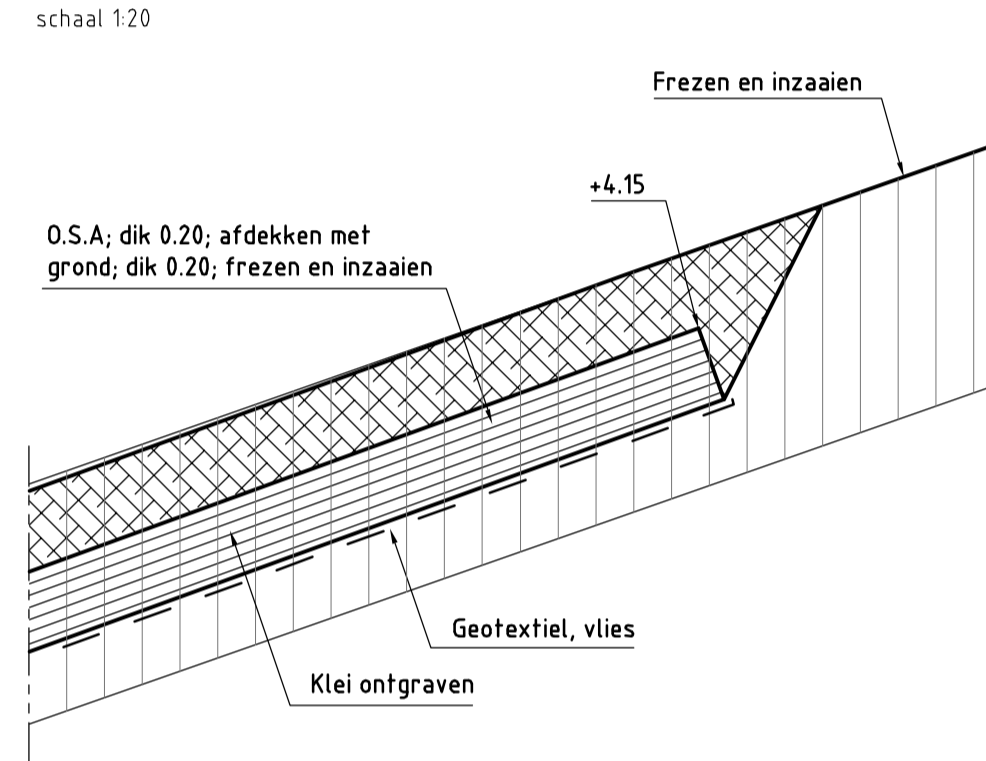 schaal 1:20
Frezen en inzaaien
+4.15
O.S.A; dik 0.20; afdekken met
grond; dik 0.20; frezen en inzaaien
Geotextiel, vlies
Klei ontgraven